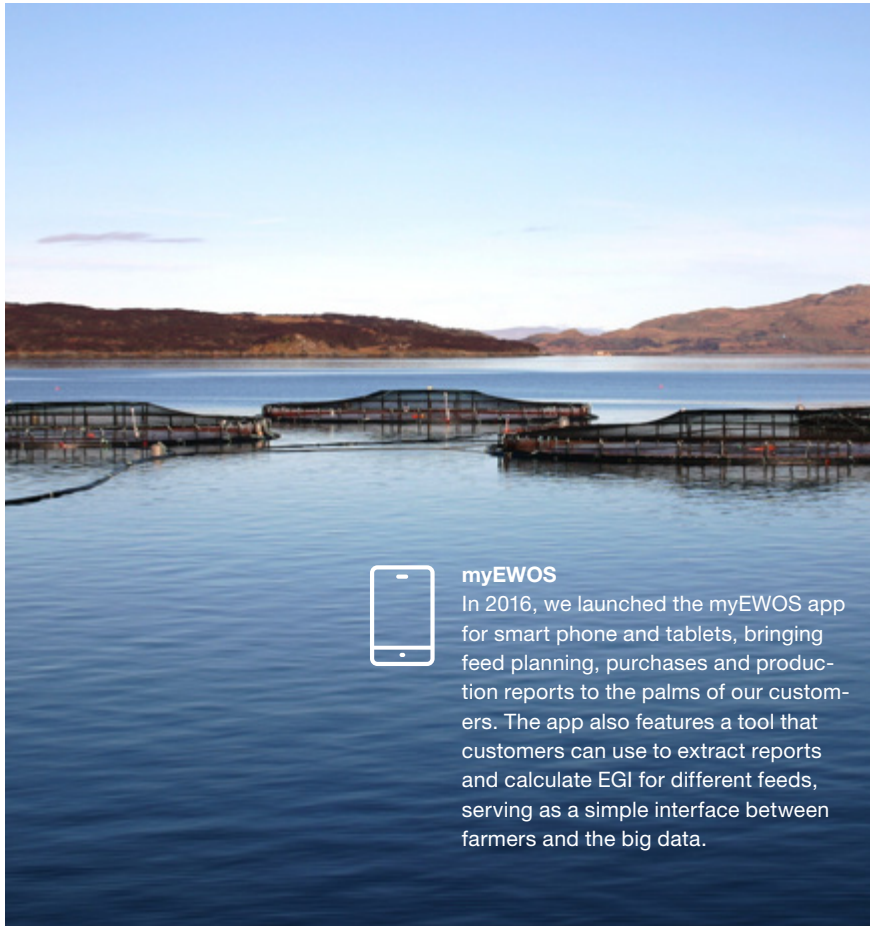 myEWOS
In 2016, we launched the myEWOS app
for smart phone and tablets, bringing
feed planning, purchases and produc-
tion reports to the palms of our custom-
ers. The app also features a tool that
customers can use to extract reports
and calculate EGI for different feeds,
serving as a simple interface between
farmers and the big data.